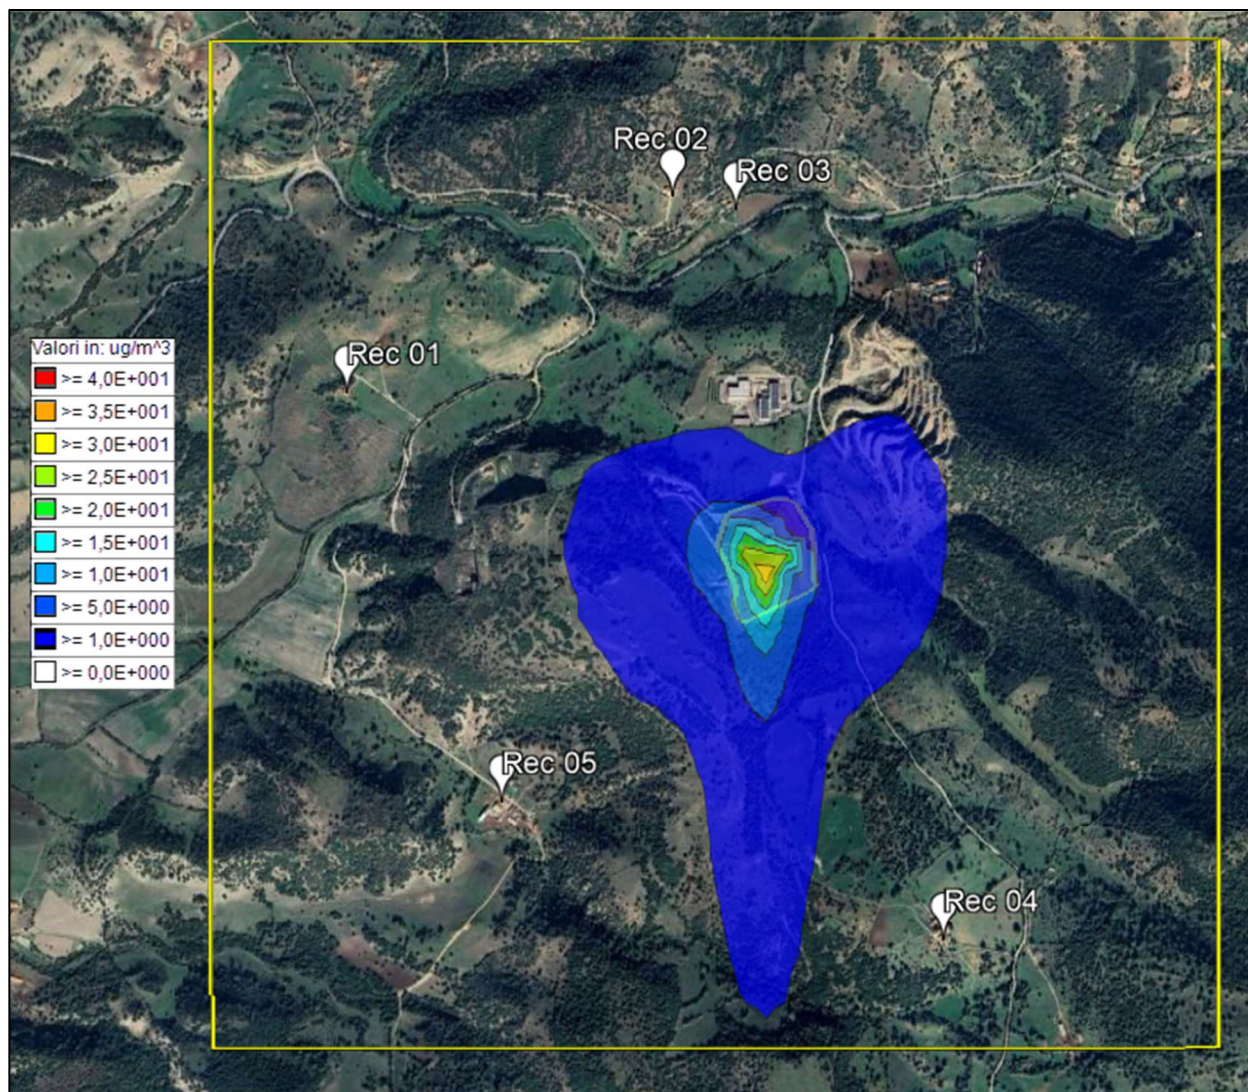 Rec 02
Rec 03
Rec 01
Valori in: ug/m^3
>= 4,0E+001
>= 3,5E+001
>= 3,0E+001
>= 2,5E+001
>= 2,0E+001
>= 1,5E+001
>= 1,0E+001
>= 5,0E+000
>= 1,0E+000
>= 0,0E+000
Rec 05
Rec 04